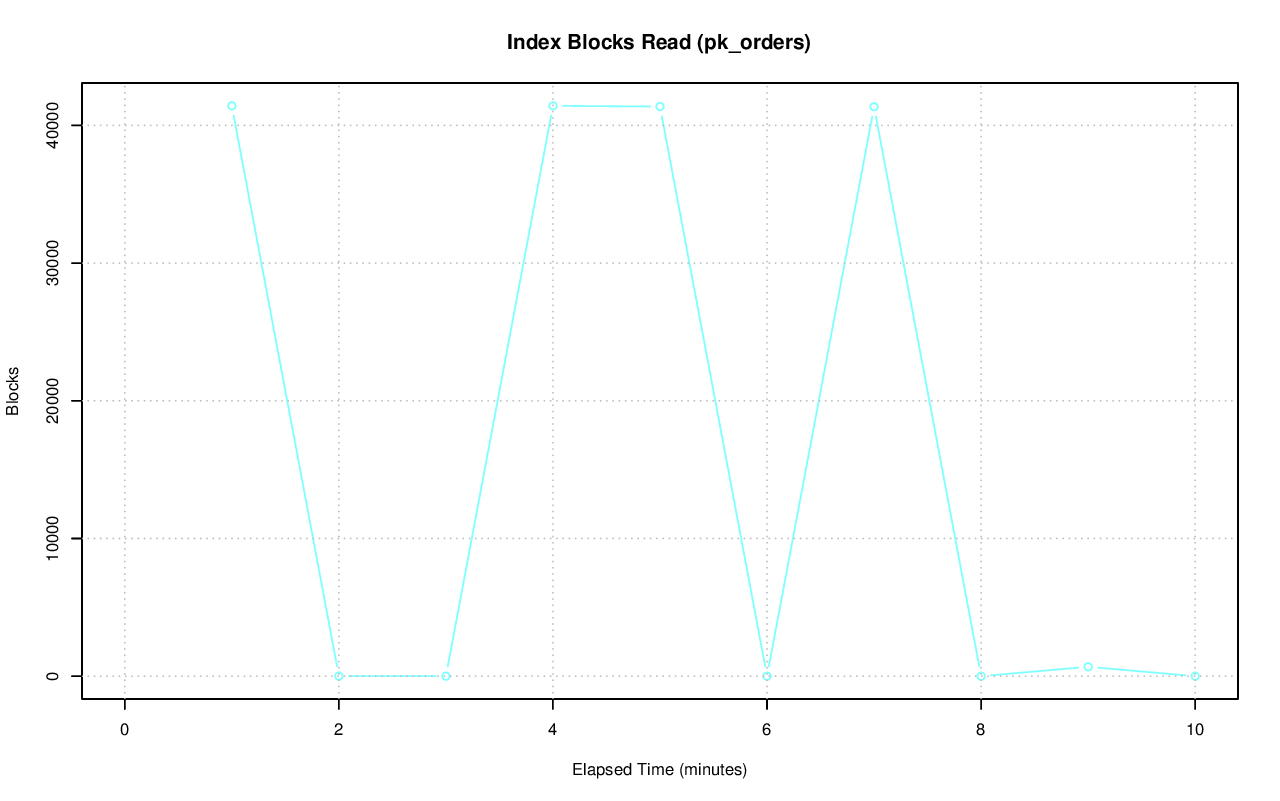 Index Blocks Read (pk_orders)
40000
30000
20000
10000
0
Blocks
0 2 4 6 8 10
Elapsed Time (minutes)